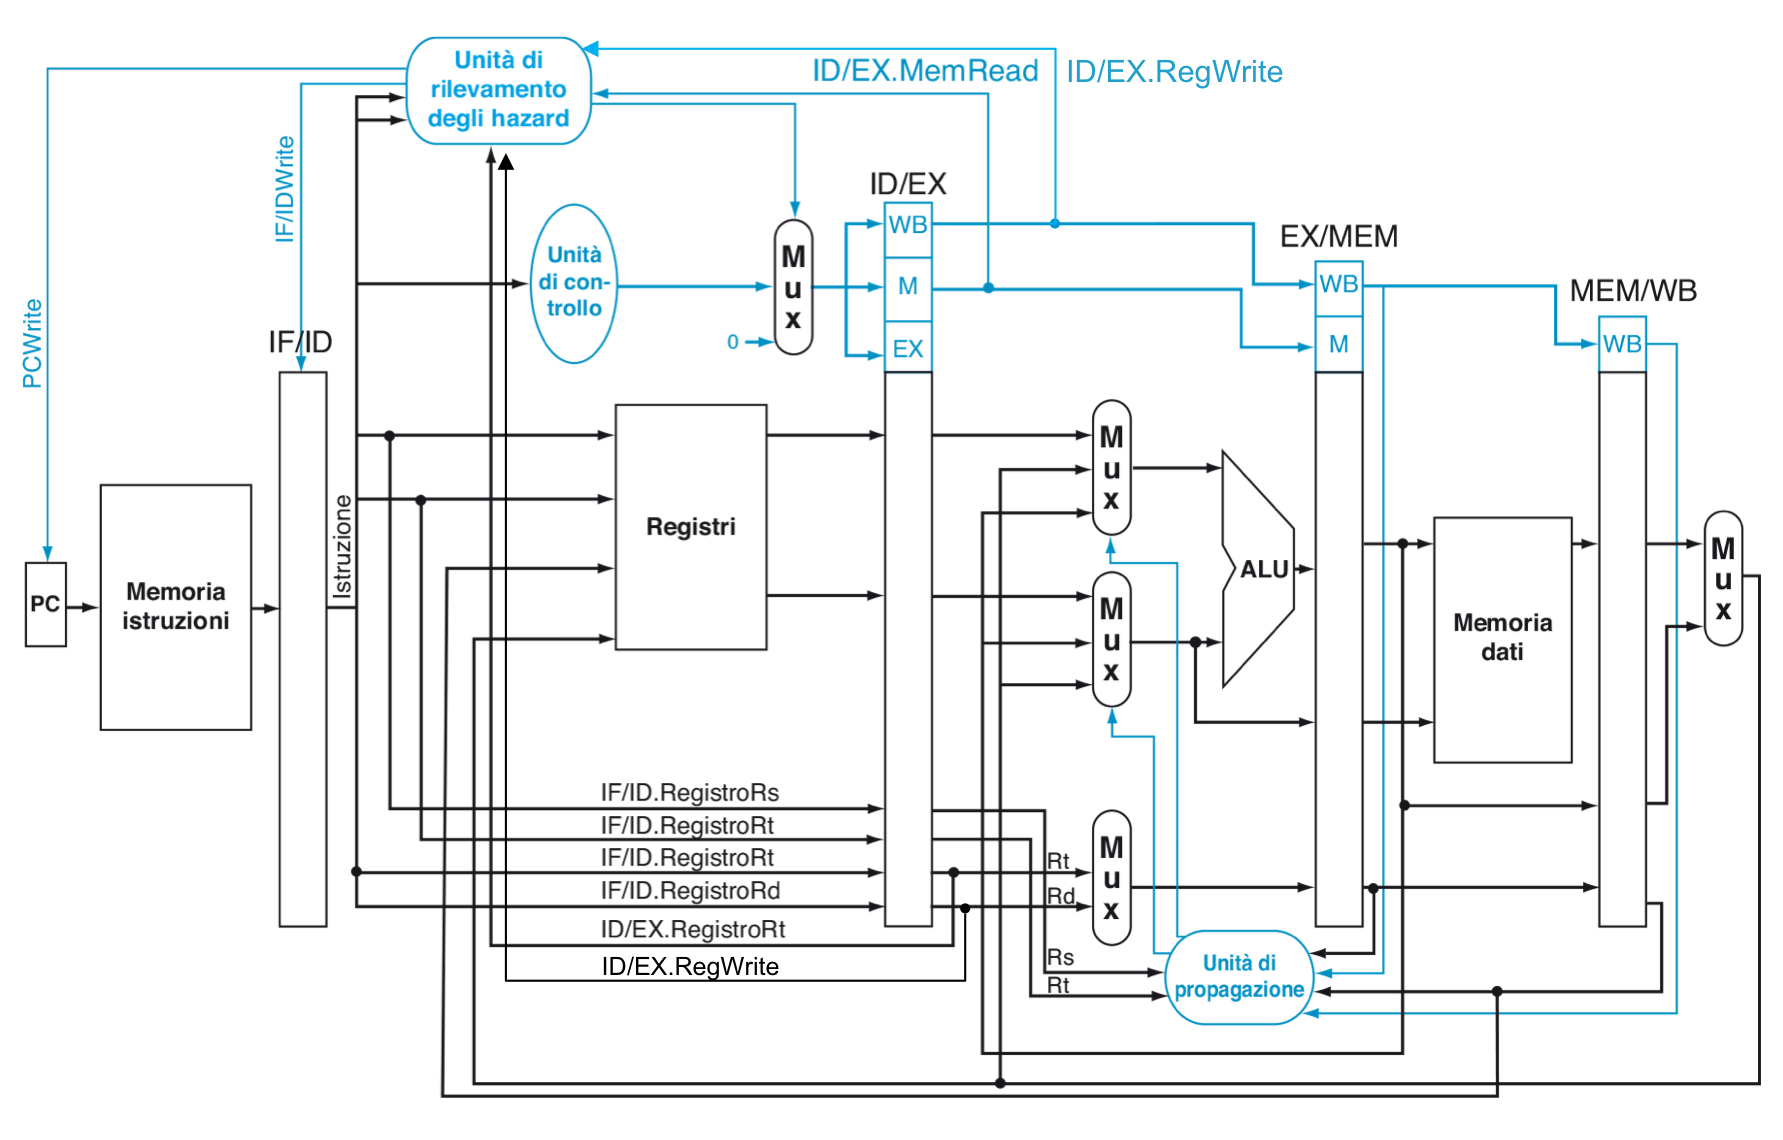 Unità di
rilevamento
degli hazard
ID/EX.MemRead
ID/EX.RegWrite
IF/IDWrite
PCWrite
ID/EX
WB
M
EX
Unità
di con-
trollo
M
u
x
0
EX/MEM
WB
M
MEM/WB
WB
IF/ID
Istruzione
PC
Memoria
istruzioni
Registri
M
u
x
M
u
x
ALU
Memoria
dati
M
u
x
IF/ID.RegistroRs
IF/ID.RegistroRt
IF/ID.RegistroRt
IF/ID.RegistroRd
ID/EX.RegistroRt
ID/EX.RegWrite
Rt
Rd
M
u
x
Rs
Rt
Unità di
propagazione